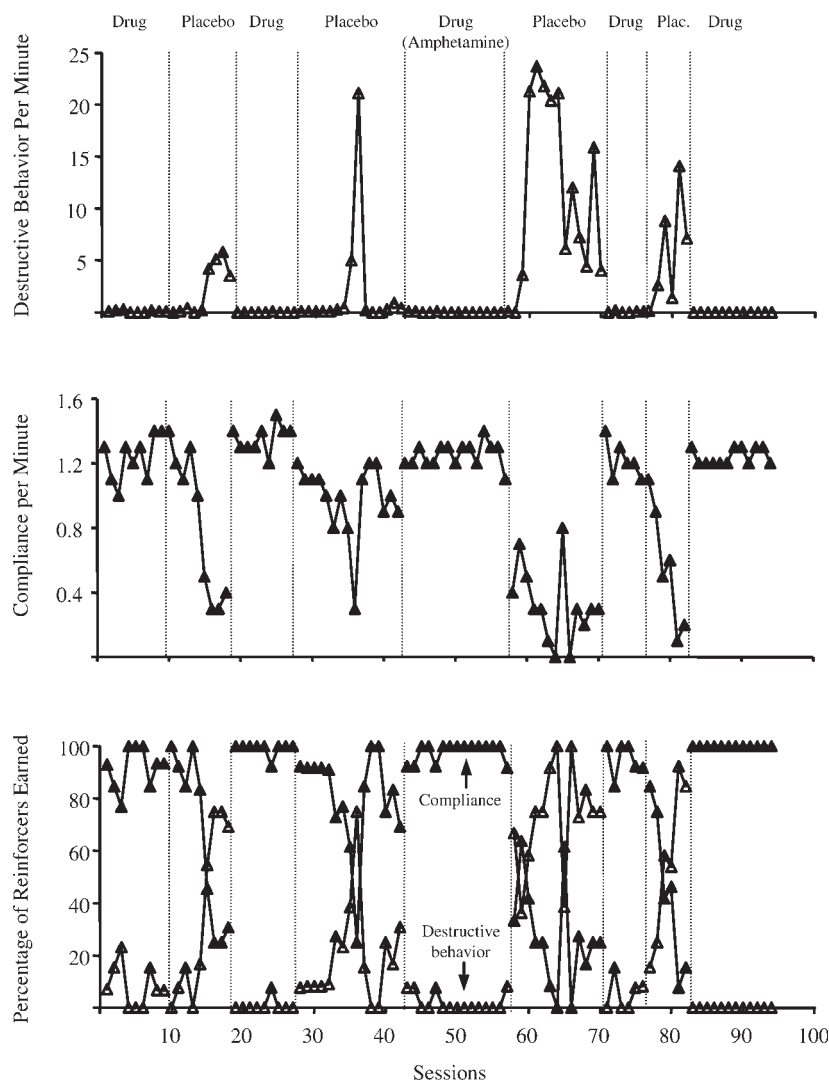 Drug Placebo Drug Placebo Drug Placebo Drug Plac. Drug
(Amphetamine)
Destructive Behavior Per Minute
25
20
15
10
5
Compliance per Minute
1.6
1.2
0.8
0.4
Percentage of Reinforcers Earned
100
80
60
40
20
Compliance
Destructive
behavior
10 20 30 40 50 60 70 80 90 100
Sessions